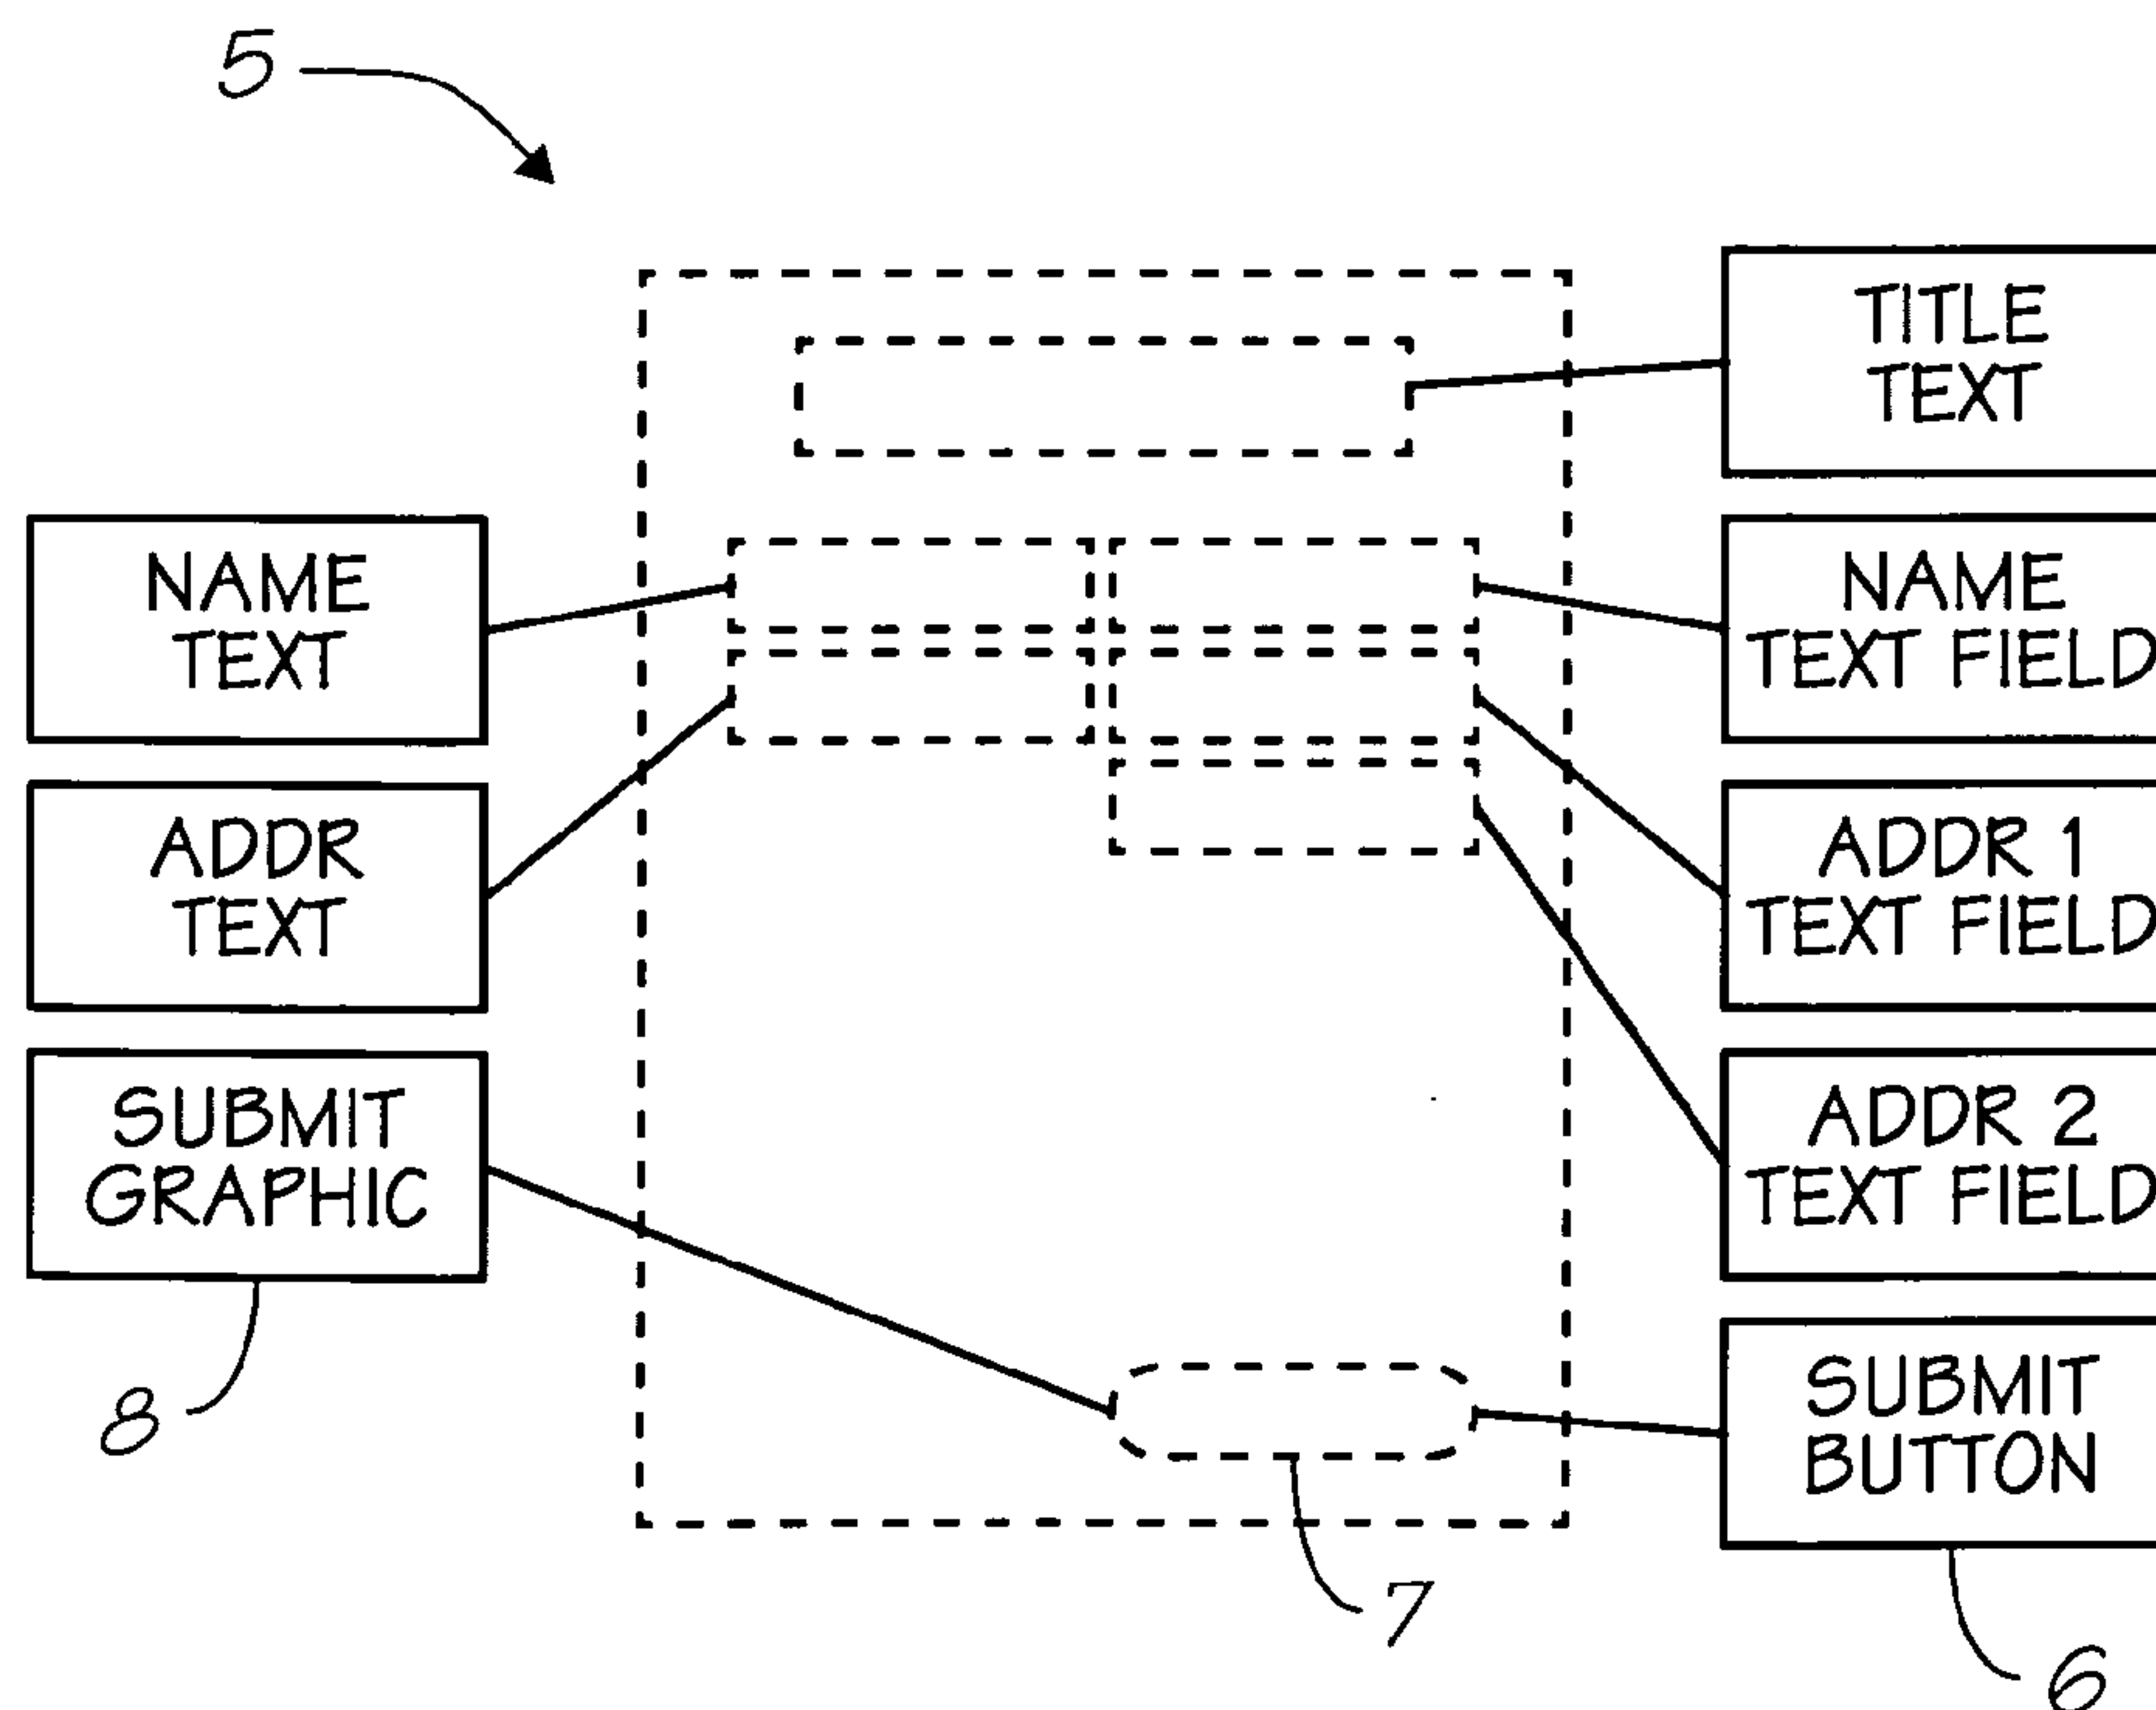 5
TITLE
TEXT
NAME
TEXT
NAME
TEXT FIELD
ADDR
TEXT
ADDR 1
TEXT FIELD
SUBMIT
GRAPHIC
ADDR 2
TEXT FIELD
8
SUBMIT
BUTTON
7
6